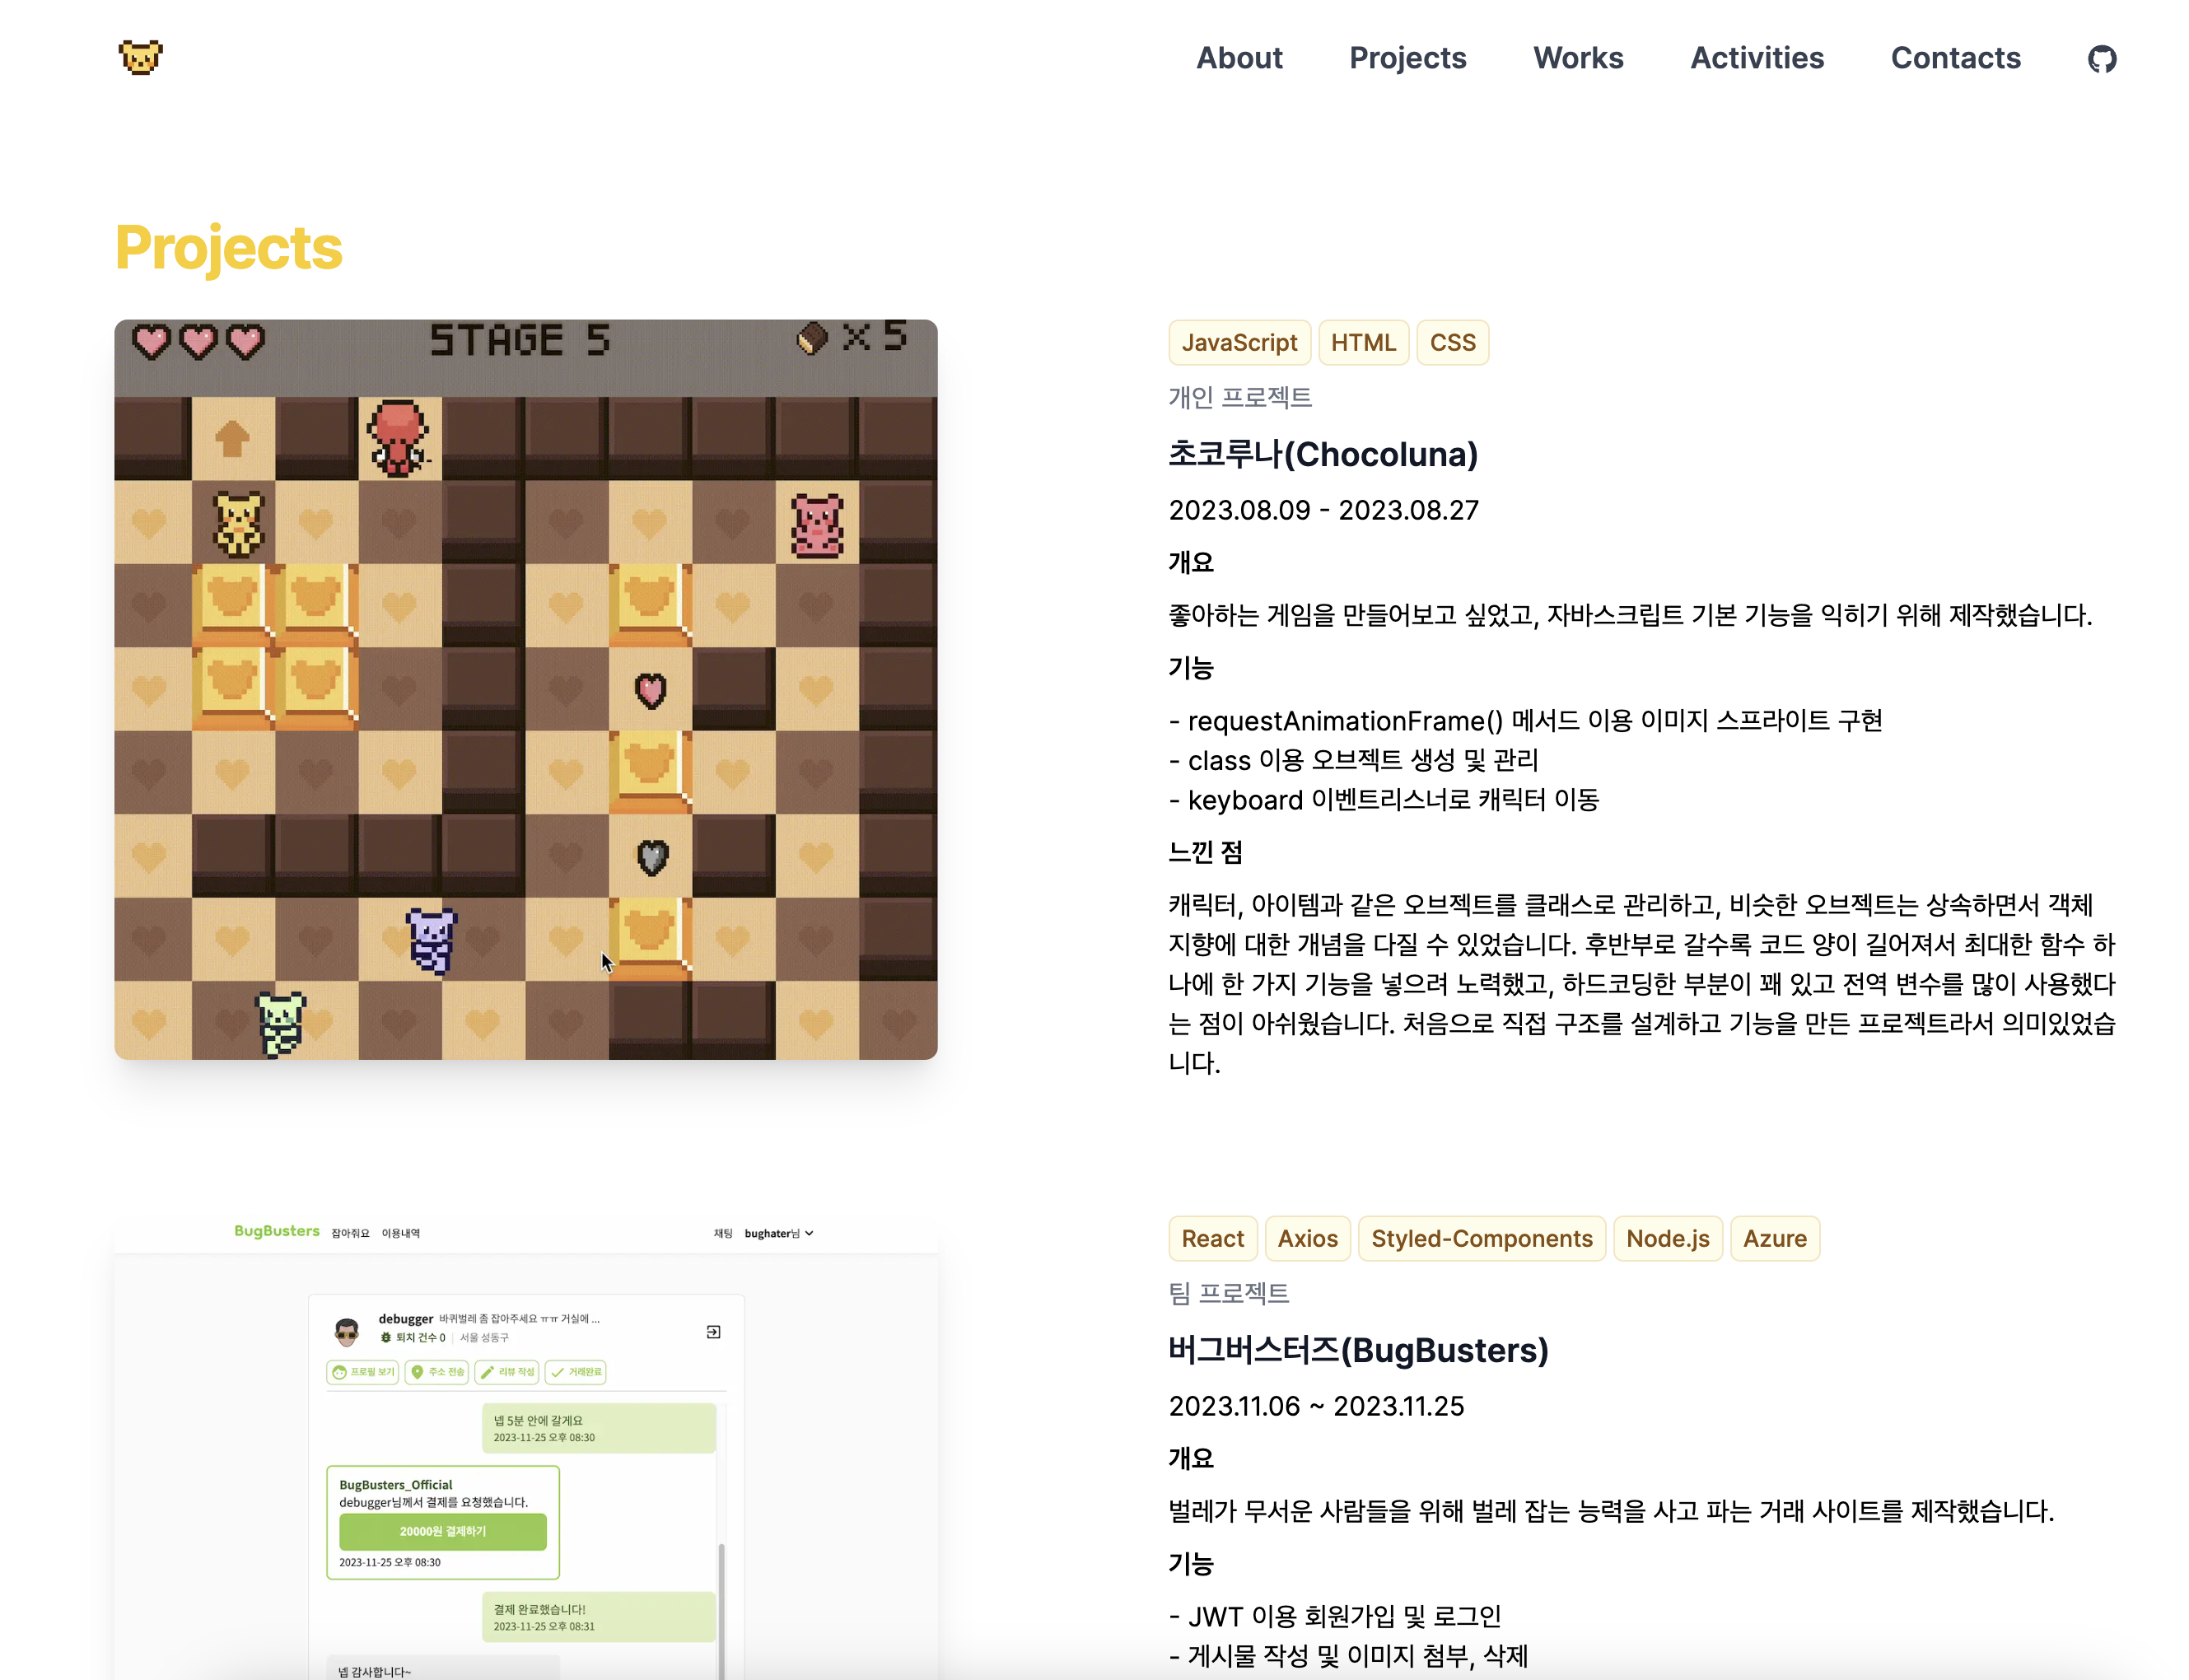 About Projects Works Activities Contacts
Projects
STAGE 5
× 5
JavaScript HTML CSS
개인 프로젝트
초코루나(Chocoluna)
2023.08.09 - 2023.08.27
개요
좋아하는 게임을 만들어보고 싶었고, 자바스크립트 기본 기능을 익히기 위해 제작했습니다.
기능
- requestAnimationFrame() 메서드 이용 이미지 스프라이트 구현
- class 이용 오브젝트 생성 및 관리
- keyboard 이벤트리스너로 캐릭터 이동
느낀 점
캐릭터, 아이템과 같은 오브젝트를 클래스로 관리하고, 비슷한 오브젝트는 상속하면서 객체
지향에 대한 개념을 다질 수 있었습니다. 후반부로 갈수록 코드 양이 길어져서 최대한 함수 하
나에 한 가지 기능을 넣으려 노력했고, 하드코딩한 부분이 꽤 있고 전역 변수를 많이 사용했다
는 점이 아쉬웠습니다. 처음으로 직접 구조를 설계하고 기능을 만든 프로젝트라서 의미있었습
니다.
BugBusters 잡아줘요 이용내역 채팅 bughater님
debugger 바퀴벌레 좀 잡아주세요 ㅠㅠ 거실에 ...
퇴치 건수 0 서울 성동구
프로필 보기 주소 전송 리뷰 작성 거래완료
넵 5분 안에 갈게요
2023-11-25 오후 08:30
BugBusters_Official
debugger님께서 결제를 요청했습니다.
20000원 결제하기
2023-11-25 오후 08:30
결제 완료했습니다!
2023-11-25 오후 08:31
넵 감사합니다~
React Axios Styled-Components Node.js Azure
팀 프로젝트
버그버스터즈(BugBusters)
2023.11.06 ~ 2023.11.25
개요
벌레가 무서운 사람들을 위해 벌레 잡는 능력을 사고 파는 거래 사이트를 제작했습니다.
기능
- JWT 이용 회원가입 및 로그인
- 게시물 작성 및 이미지 첨부, 삭제